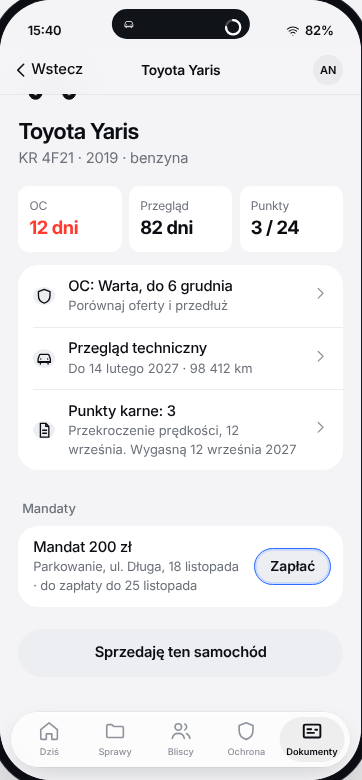 15:40
82%
Wstecz
Toyota Yaris
AN
Toyota Yaris
KR 4F21 · 2019 · benzyna
OC
12 dni
Przegląd
82 dni
Punkty
3 / 24
OC: Warta, do 6 grudnia
Porównaj oferty i przedłuż
Przegląd techniczny
Do 14 lutego 2027 · 98 412 km
Punkty karne: 3
Przekroczenie prędkości, 12
września. Wygasną 12 września 2027
Mandaty
Mandat 200 zł
Parkowanie, ul. Długa, 18 listopada
· do zapłaty do 25 listopada
Zapłać
Sprzedaję ten samochód
Dziś
Sprawy
Bliscy
Ochrona
Dokumenty